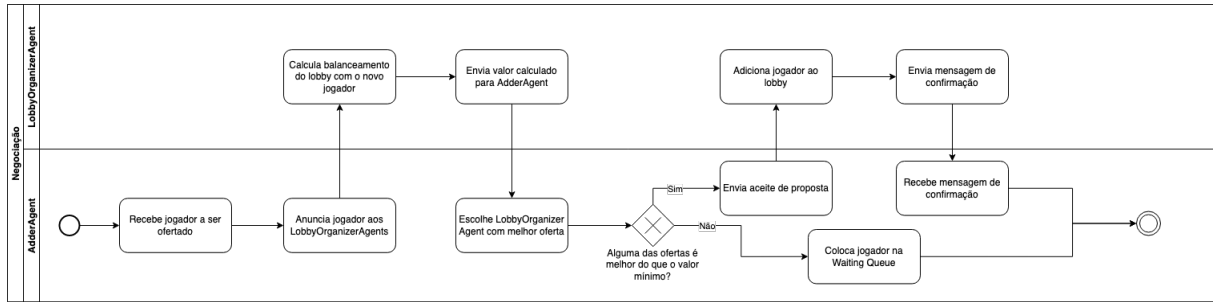 Negociação
LobbyOrganizerAgent
Calcula balanceamento
do lobby com o novo
jogador
Envia valor calculado
para AdderAgent
Adiciona jogador ao
lobby
Envia mensagem de
confirmação
AdderAgent
Recebe jogador a ser
ofertado
Anuncia jogador aos
LobbyOrganizerAgents
Escolhe LobbyOrganizer
Agent com melhor oferta
Alguma das ofertas é
melhor do que o valor
mínimo?
Sim
Envia aceite de proposta
Recebe mensagem de
confirmação
Não
Coloca jogador na
Waiting Queue